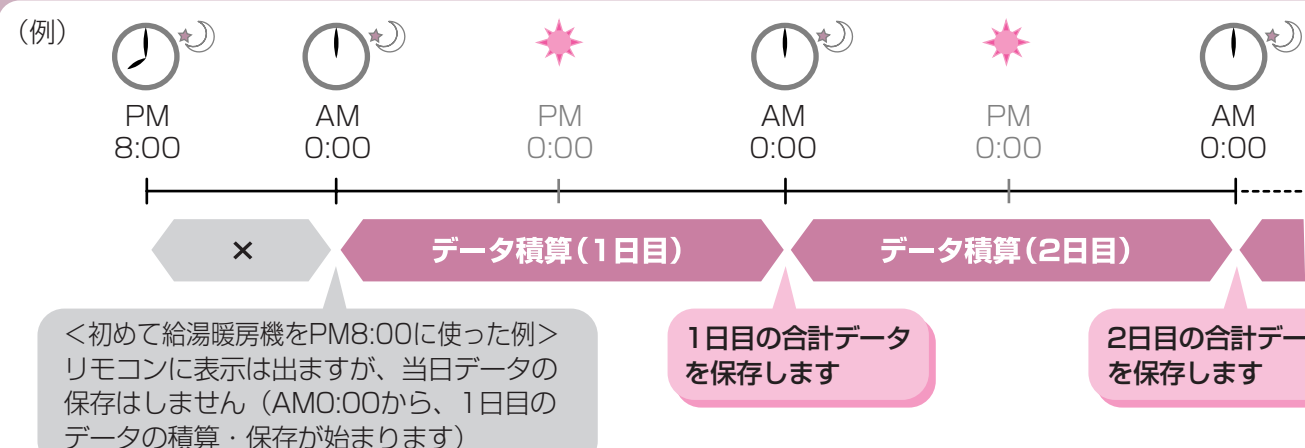 （例）
PM
8:00
AM
0:00
PM
0:00
AM
0:00
PM
0:00
AM
0:00
×
データ積算（1日目）
データ積算（2日目）
＜初めて給湯暖房機をPM8:00に使った例＞
リモコンに表示は出ますが、当日データの
保存はしません（AM0:00から、1日目の
データの積算・保存が始まります）
1日目の合計データ
を保存します
2日目の合計デー
を保存します